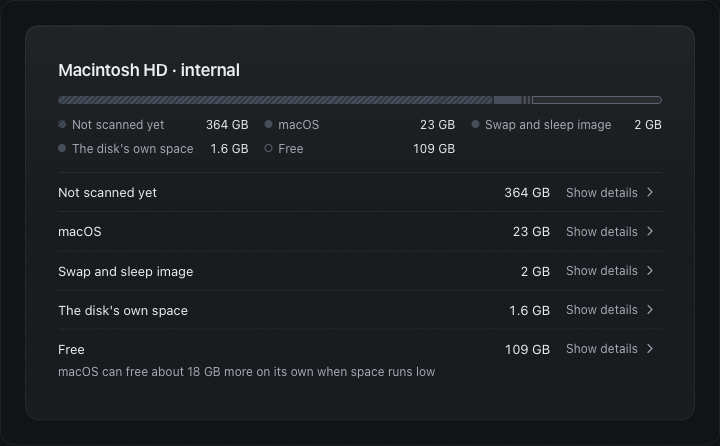 Macintosh HD · internal
Not scanned yet 364 GB macOS 23 GB Swap and sleep image 2 GB
The disk's own space 1.6 GB Free 109 GB
Not scanned yet 364 GB Show details
macOS 23 GB Show details
Swap and sleep image 2 GB Show details
The disk's own space 1.6 GB Show details
Free 109 GB Show details
macOS can free about 18 GB more on its own when space runs low